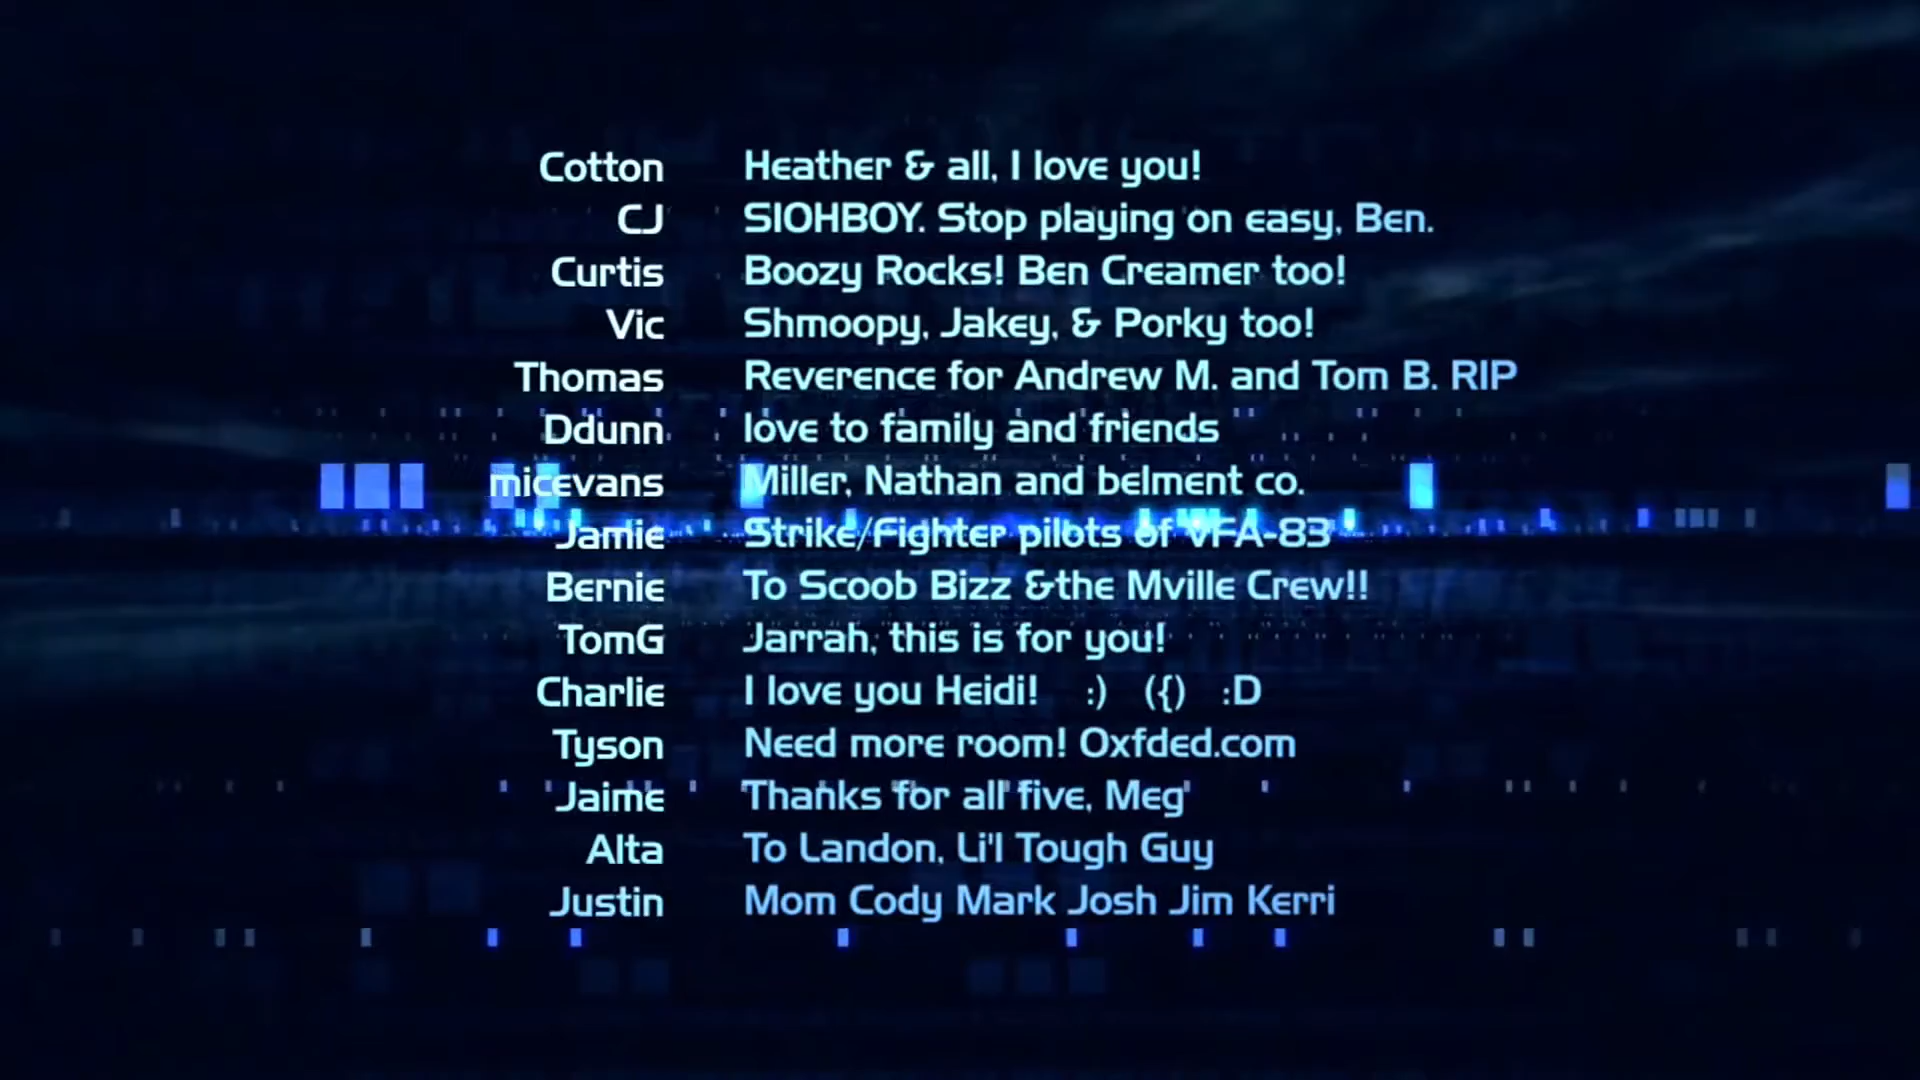 Cotton Heather & all, I love you!
CJ SIOHBOY. Stop playing on easy, Ben.
Curtis Boozy Rocks! Ben Creamer too!
Vic Shmoopy, Jakey, & Porky too!
Thomas Reverence for Andrew M. and Tom B. RIP
Ddunn love to family and friends
micevans Miller, Nathan and belment co.
Jamie Strike/Fighter pilots of VFA-83
Bernie To Scoob Bizz &the Mville Crew!!
TomG Jarrah, this is for you!
Charlie I love you Heidi! :) ({) :D
Tyson Need more room! Oxfded.com
Jaime Thanks for all five, Meg
Alta To Landon, Li'l Tough Guy
Justin Mom Cody Mark Josh Jim Kerri